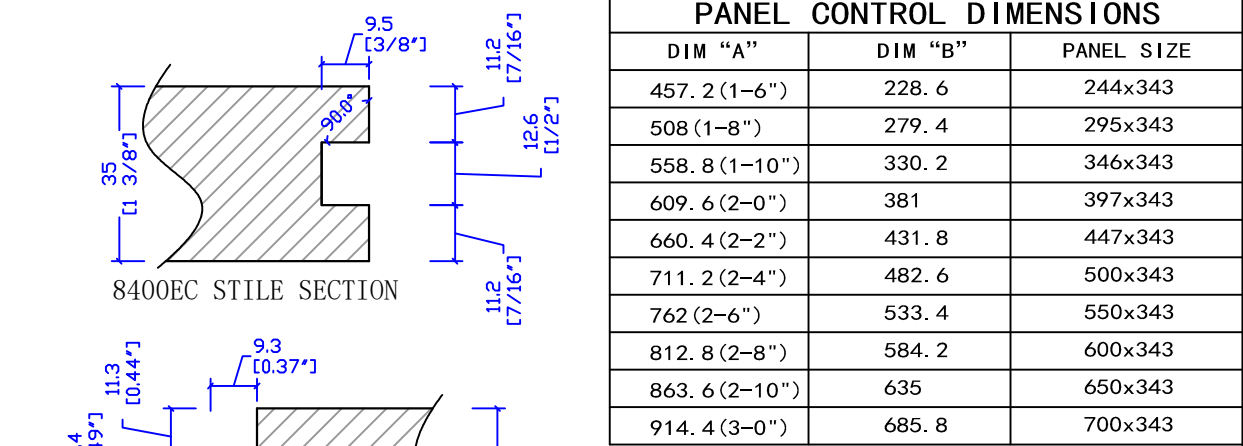 9.5
[3/8"]
11.2
[7/16"]
90.0°
12.6
[1/2"]
35
[1 3/8"]
11.2
[7/16"]
8400EC STILE SECTION
9.3
[0.37"]
11.3
[0.44"]
PANEL CONTROL DIMENSIONS
DIM “A” DIM “B” PANEL SIZE
457.2(1-6") 228.6 244x343
508(1-8") 279.4 295x343
558.8(1-10") 330.2 346x343
609.6(2-0") 381 397x343
660.4(2-2") 431.8 447x343
711.2(2-4") 482.6 500x343
762(2-6") 533.4 550x343
812.8(2-8") 584.2 600x343
863.6(2-10") 635 650x343
914.4(3-0") 685.8 700x343